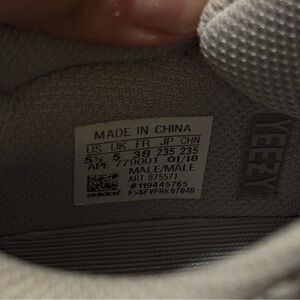 MADE IN CHINA
US UK FR JP CHN
5½ 5 38 235 235
APE 779001 01/18
MALE/MALE
ART B75571
#119445765
adidas
YEEZY